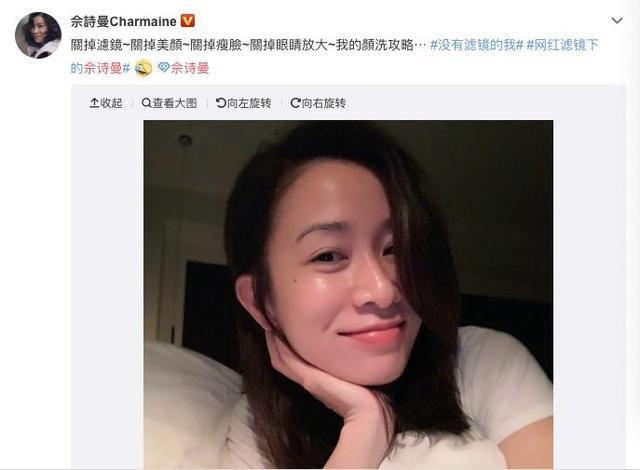 佘詩曼Charmaine
關掉濾鏡~關掉美顏~關掉瘦臉~關掉眼睛放大~我的顏洗攻略… #没有滤镜的我# #网红滤镜下
的佘诗曼# 佘诗曼
收起 查看大图 向左旋转 向右旋转